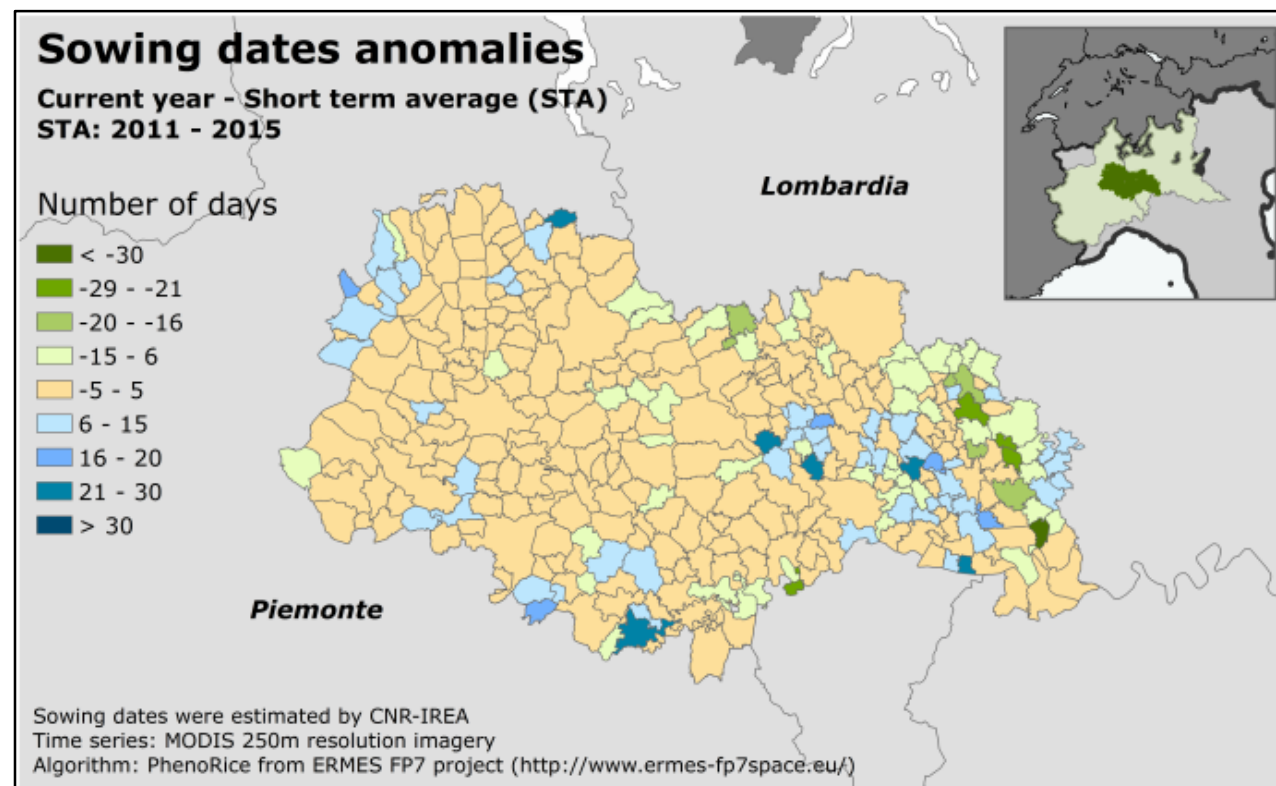 Sowing dates anomalies
Current year - Short term average (STA)
STA: 2011 - 2015
Number of days
< -30
-29 - -21
-20 - -16
-15 - 6
-5 - 5
6 - 15
16 - 20
21 - 30
> 30
Lombardia
Piemonte
Sowing dates were estimated by CNR-IREA
Time series: MODIS 250m resolution imagery
Algorithm: PhenoRice from ERMES FP7 project (http://www.ermes-fp7space.eu/)